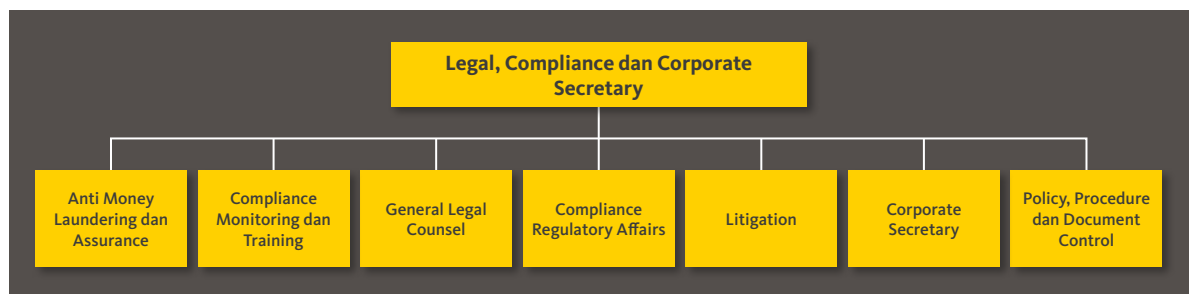 Legal, Compliance dan Corporate
Secretary
Anti Money
Laundering dan
Assurance
Compliance
Monitoring dan
Training
General Legal
Counsel
Compliance
Regulatory Affairs
Litigation
Corporate
Secretary
Policy, Procedure
dan Document
Control